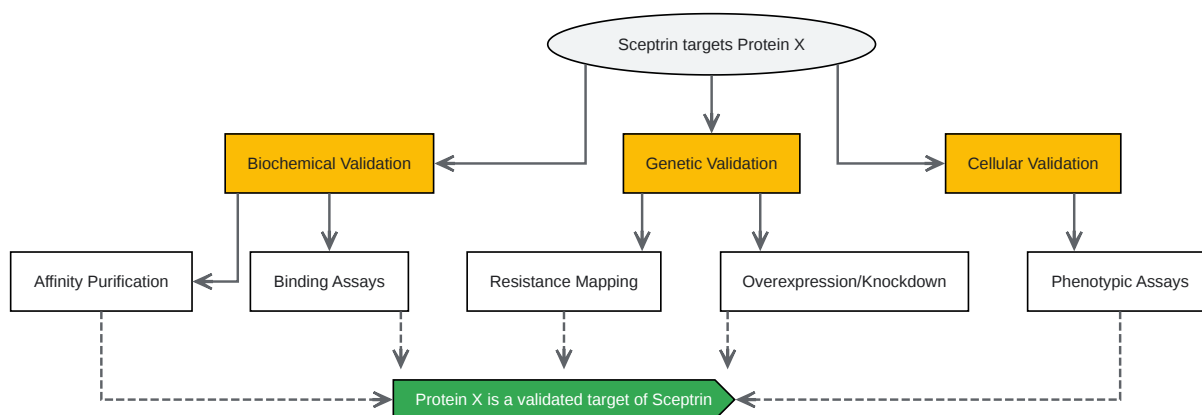 Sceptrin targets Protein X
Biochemical Validation
Genetic Validation
Cellular Validation
Affinity Purification
Binding Assays
Resistance Mapping
Overexpression/Knockdown
Phenotypic Assays
Protein X is a validated target of Sceptrin